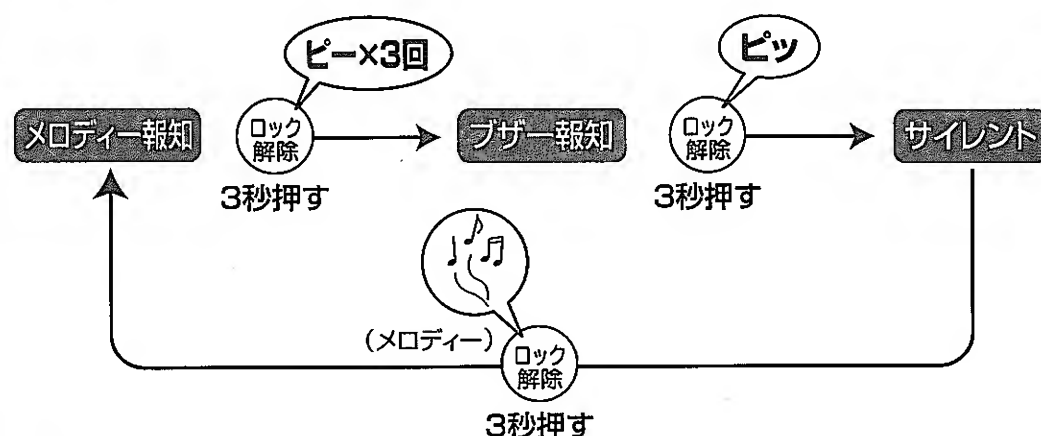 ピー×3回
ピッ
メロディー報知
ロック
解除
ブザー報知
ロック
解除
サイレント
3秒押す
3秒押す
(メロディー)
ロック
解除
3秒押す